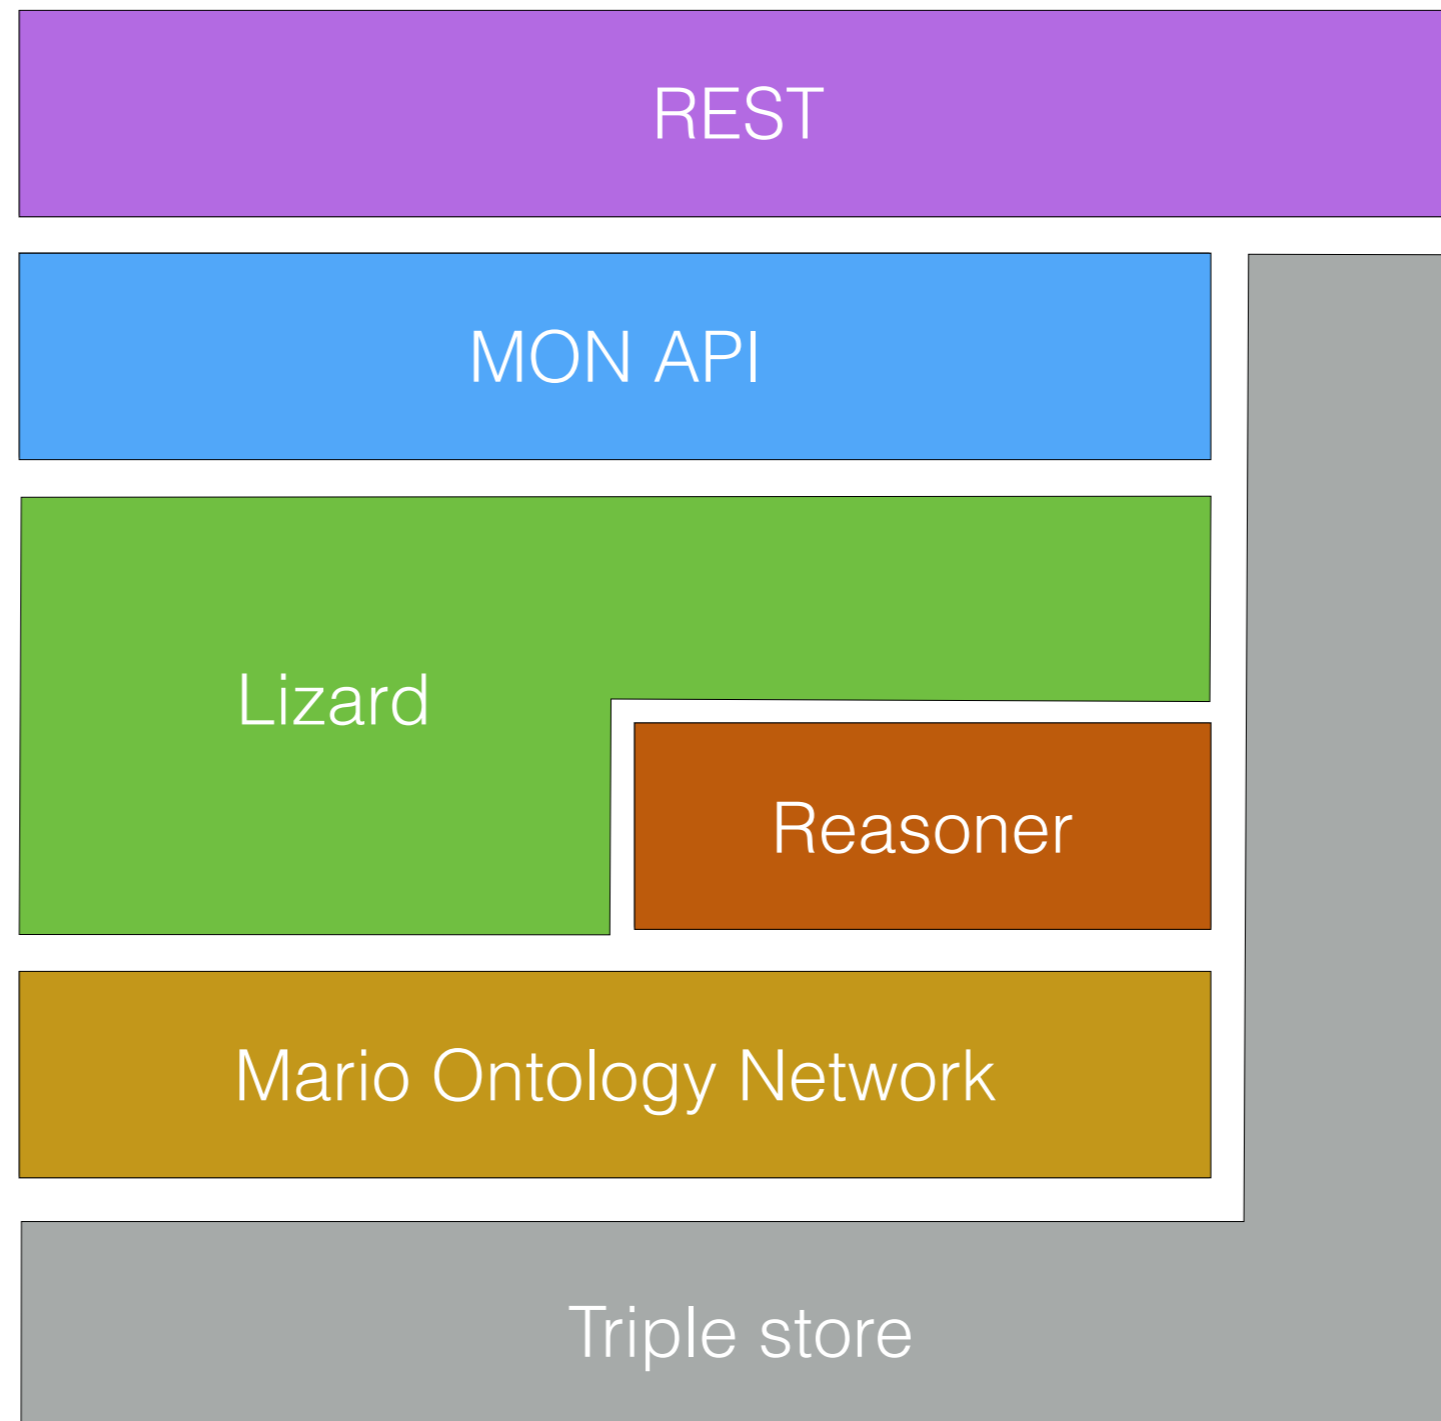 REST
MON API
Lizard
Reasoner
Mario Ontology Network
Triple store